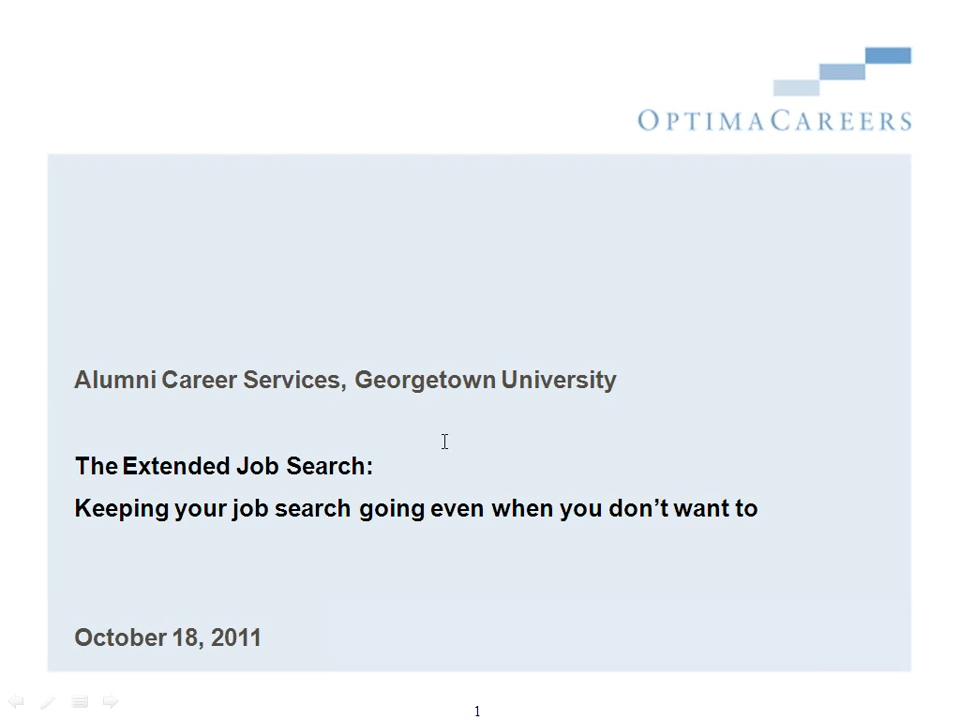 OPTIMACAREERS
Alumni Career Services, Georgetown University
The Extended Job Search:
Keeping your job search going even when you don’t want to
October 18, 2011
1